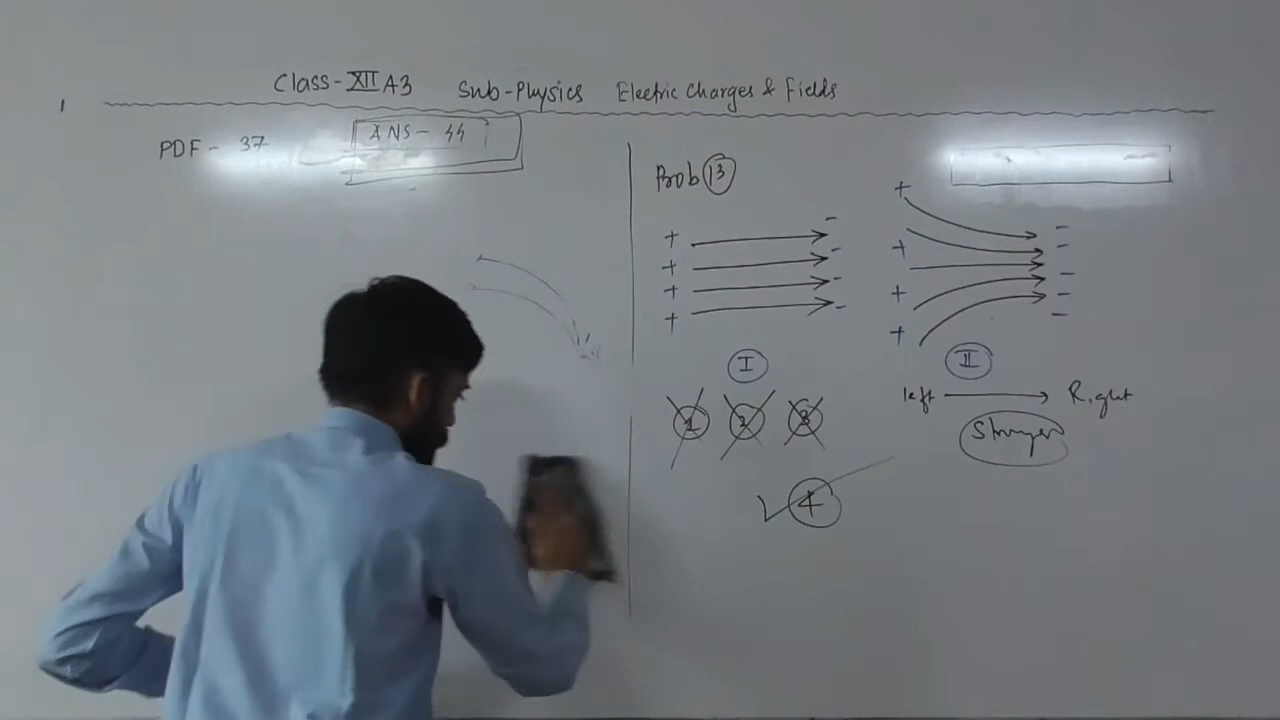 Class-XII A3 Sub-Physics Electric Charges & Fields
PDF - 37
ANS - 44
Prob 13
+ + + +
- - - -
+ + + +
- - - - -
I
II
left → Right
1 2 3
Stronger
4